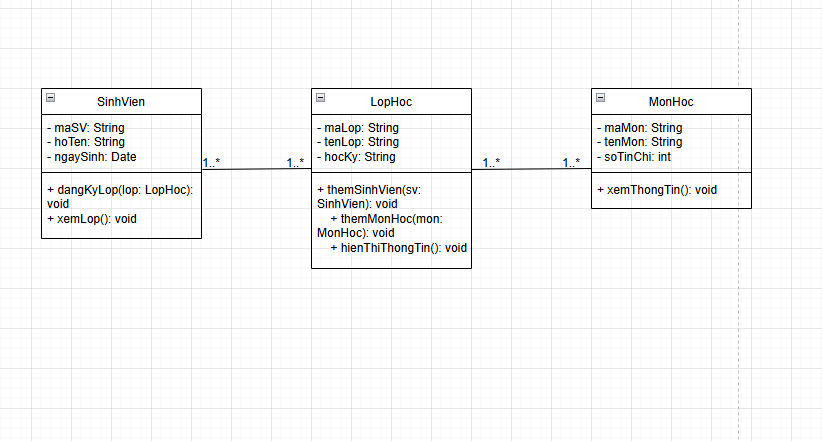 SinhVien
- maSV: String
- hoTen: String
- ngaySinh: Date
+ dangKyLop(lop: LopHoc):
void
+ xemLop(): void
1..*
1..*
LopHoc
- maLop: String
- tenLop: String
- hocKy: String
+ themSinhVien(sv:
SinhVien): void
+ themMonHoc(mon:
MonHoc): void
+ hienThiThongTin(): void
1..*
1..*
MonHoc
- maMon: String
- tenMon: String
- soTinChi: int
+ xemThongTin(): void